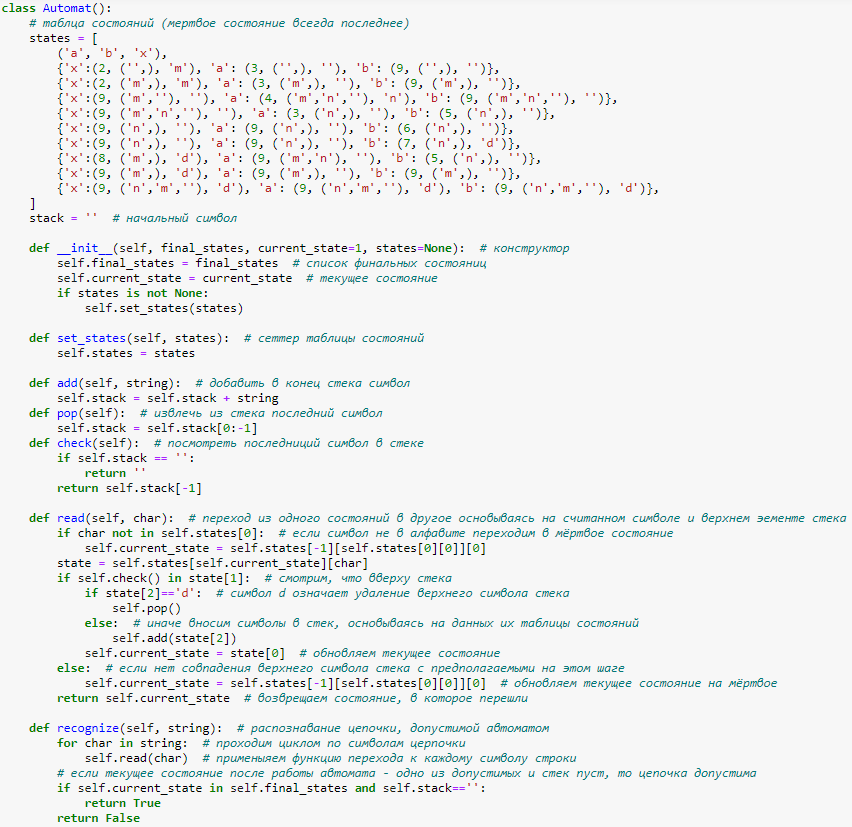 class Automat():
    # таблца состояний (мертвое состояние всегда последнее)
    states = [
        ('a', 'b', 'x'),
        {'x':(2, ('',), 'm'), 'a': (3, ('',), ''), 'b': (9, ('',), '')},
        {'x':(2, ('m',), 'm'), 'a': (3, ('m',), ''), 'b': (9, ('m',), '')},
        {'x':(9, ('m',''), ''), 'a': (4, ('m','n',''), 'n'), 'b': (9, ('m','n',''), '')},
        {'x':(9, ('m','n',''), ''), 'a': (3, ('n',), ''), 'b': (5, ('n',), '')},
        {'x':(9, ('n',), ''), 'a': (9, ('n',), ''), 'b': (6, ('n',), '')},
        {'x':(9, ('n',), ''), 'a': (9, ('n',), ''), 'b': (7, ('n',), 'd')},
        {'x':(8, ('m',), 'd'), 'a': (9, ('m','n'), ''), 'b': (5, ('n',), '')},
        {'x':(9, ('m',), 'd'), 'a': (9, ('m',), ''), 'b': (9, ('m',), '')},
        {'x':(9, ('n','m',''), 'd'), 'a': (9, ('n','m',''), 'd'), 'b': (9, ('n','m',''), 'd')},
    ]
    stack = ''  # начальный символ

    def __init__(self, final_states, current_state=1, states=None):  # конструктор
        self.final_states = final_states  # список финальных состояниц
        self.current_state = current_state  # текущее состояние
        if states is not None:
            self.set_states(states)

    def set_states(self, states):  # сеттер таблицы состояний
        self.states = states

    def add(self, string):  # добавить в конец стека символ
        self.stack = self.stack + string
    def pop(self):  # извлечь из стека последний символ
        self.stack = self.stack[0:-1]
    def check(self):  # посмотреть последниций символ в стеке
        if self.stack == '':
            return ''
        return self.stack[-1]

    def read(self, char):  # переход из одного состояний в другое основываясь на считанном символе и верхнем эементе стека
        if char not in self.states[0]:  # если символ не в алфавите переходим в мёртвое состояние
            self.current_state = self.states[-1][self.states[0][0]][0]
        state = self.states[self.current_state][char]
        if self.check() in state[1]:  # смотрим, что вверху стека
            if state[2]=='d':  # символ d означает удаление верхнего символа стека
                self.pop()
            else:  # иначе вносим символы в стек, основываясь на данных их таблицы состояний
                self.add(state[2])
            self.current_state = state[0]  # обновляем текущее состояние
        else:  # если нет совпадения верхнего символа стека с предполагаемыми на этом шаге
            self.current_state = self.states[-1][self.states[0][0]][0]  # обновляем текущее состояние на мёртвое
        return self.current_state  # возврещаем состояние, в которое перешли

    def recognize(self, string):  # распознавание цепочки, допустимой автоматом
        for char in string:  # проходим циклом по символам церпочки
            self.read(char)  # применыяем функцию перехода к каждому символу строки
        # если текущее состояние после работы автомата - одно из допустимых и стек пуст, то цепочка допустима
        if self.current_state in self.final_states and self.stack=='':
            return True
        return False